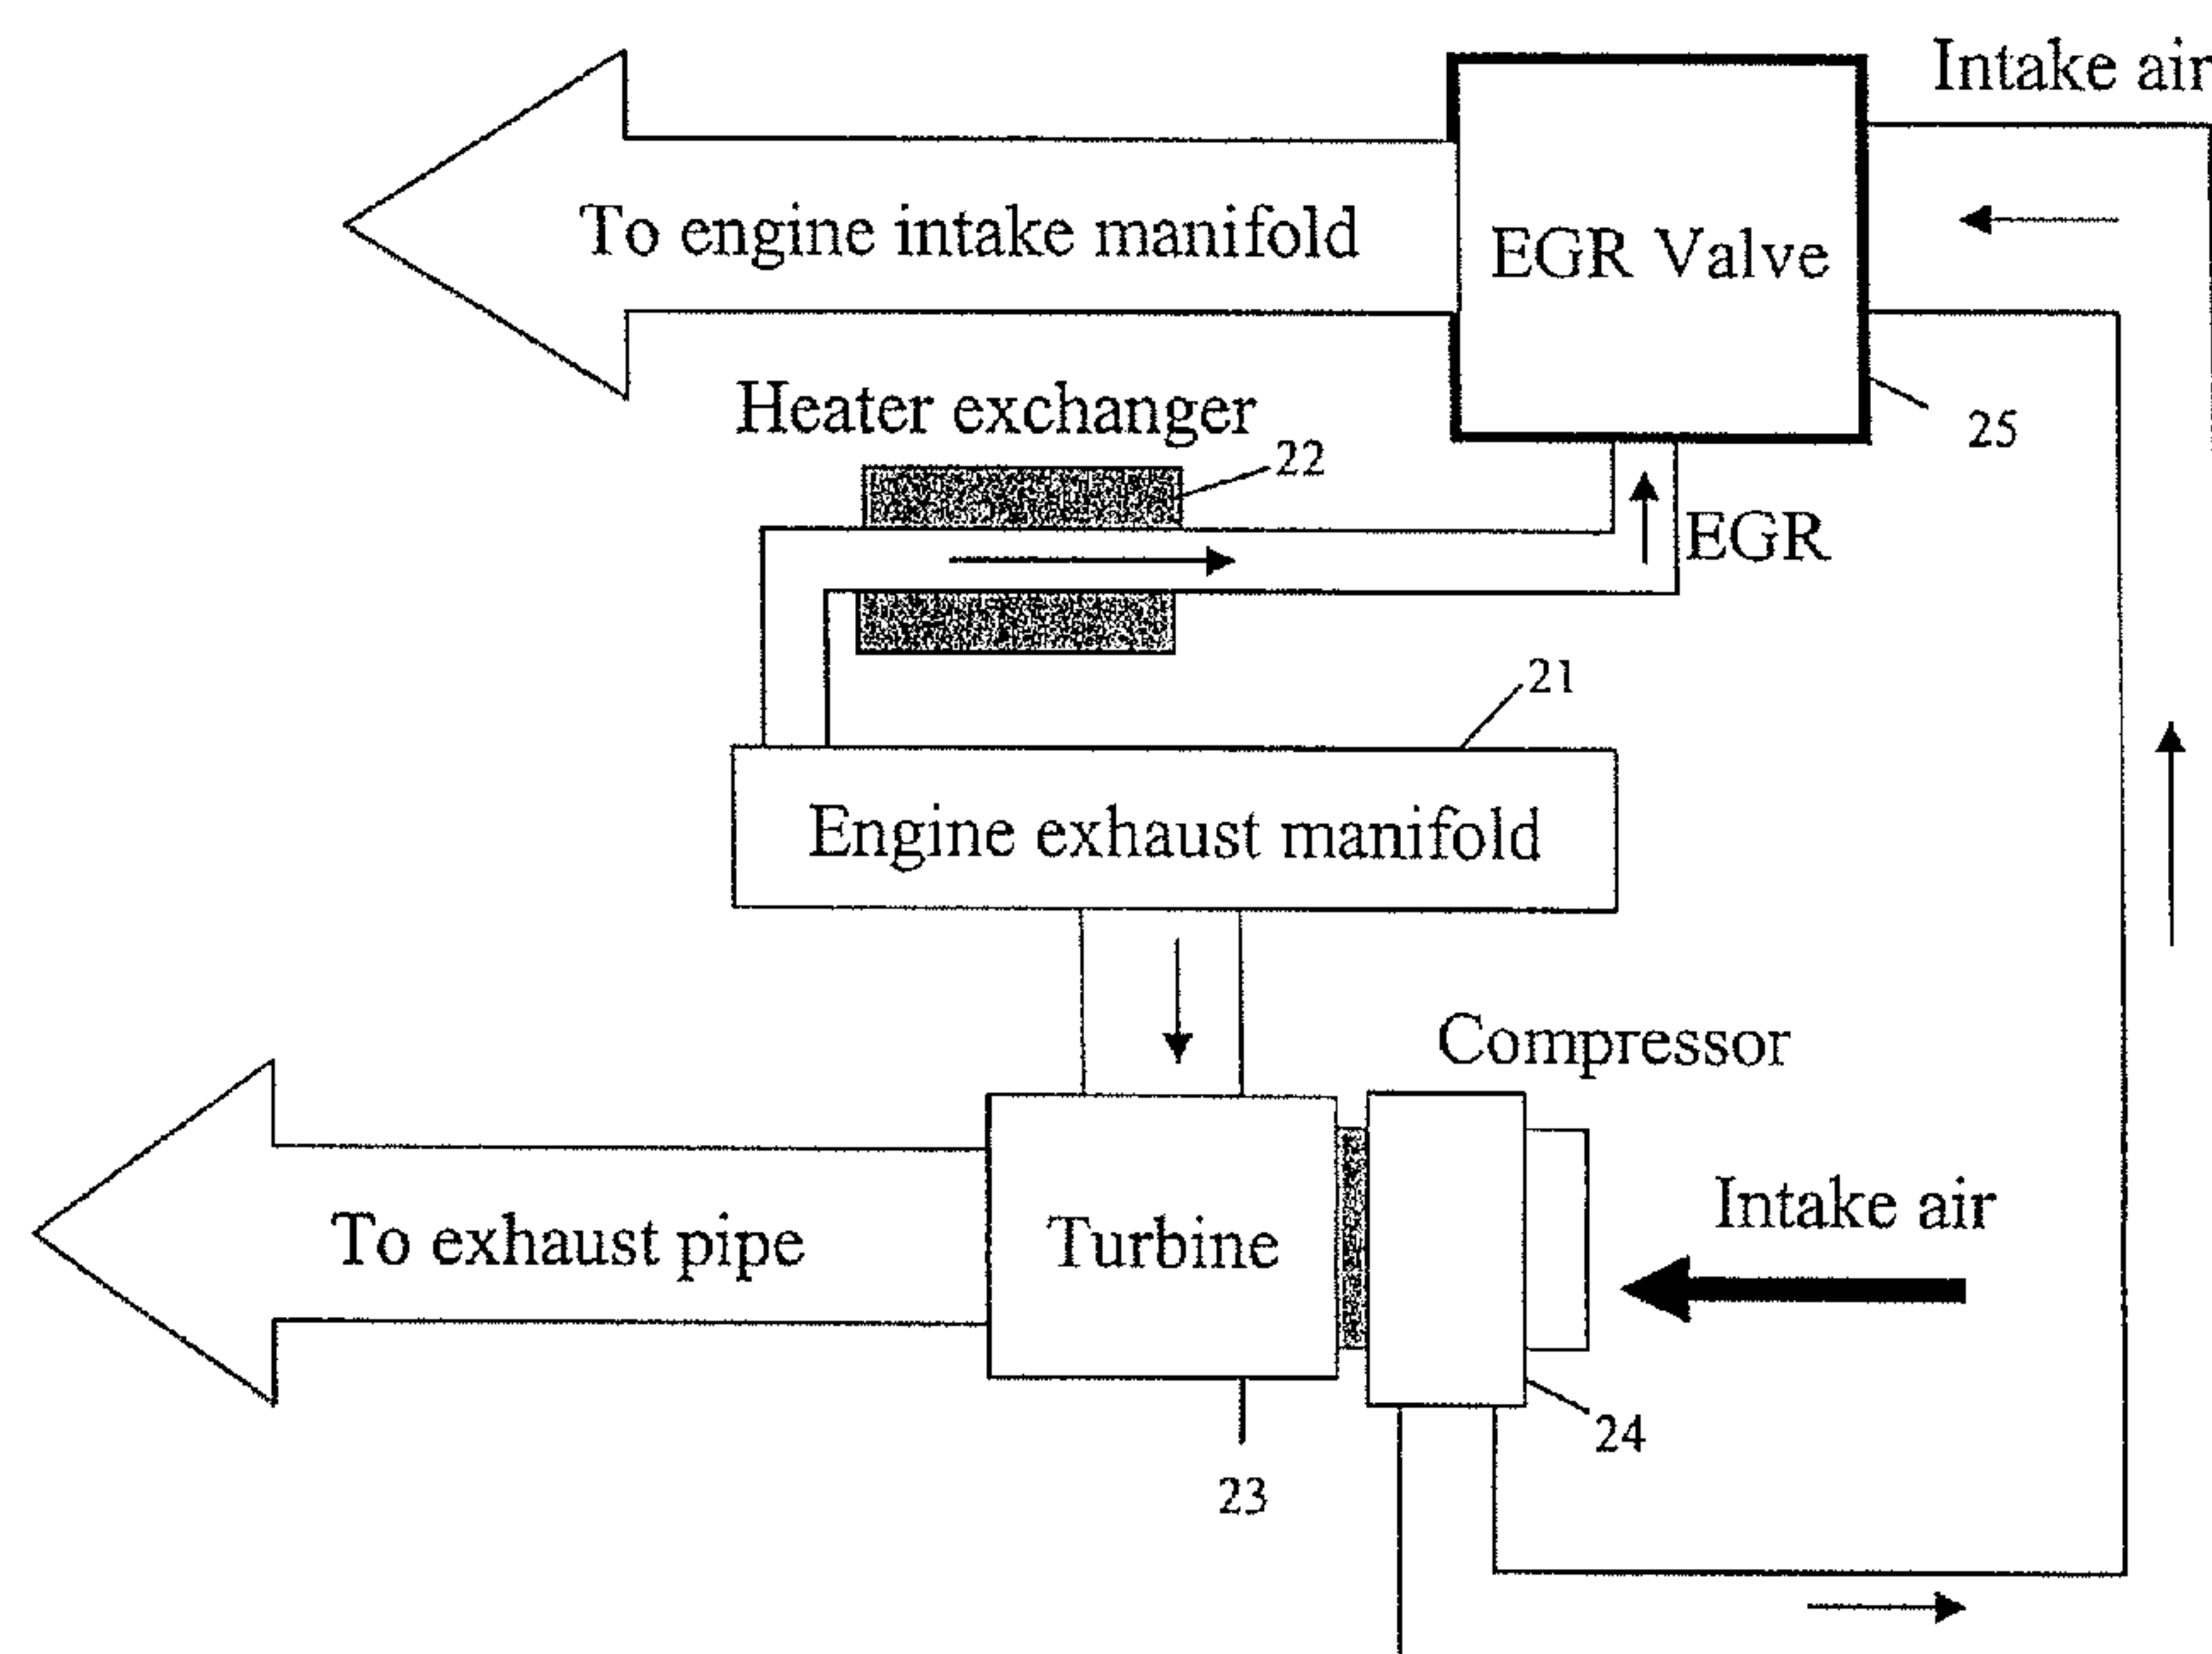 Intake air
To engine intake manifold
EGR Valve
Heater exchanger
25
22
EGR
21
Engine exhaust manifold
Compressor
Intake air
To exhaust pipe
Turbine
24
23